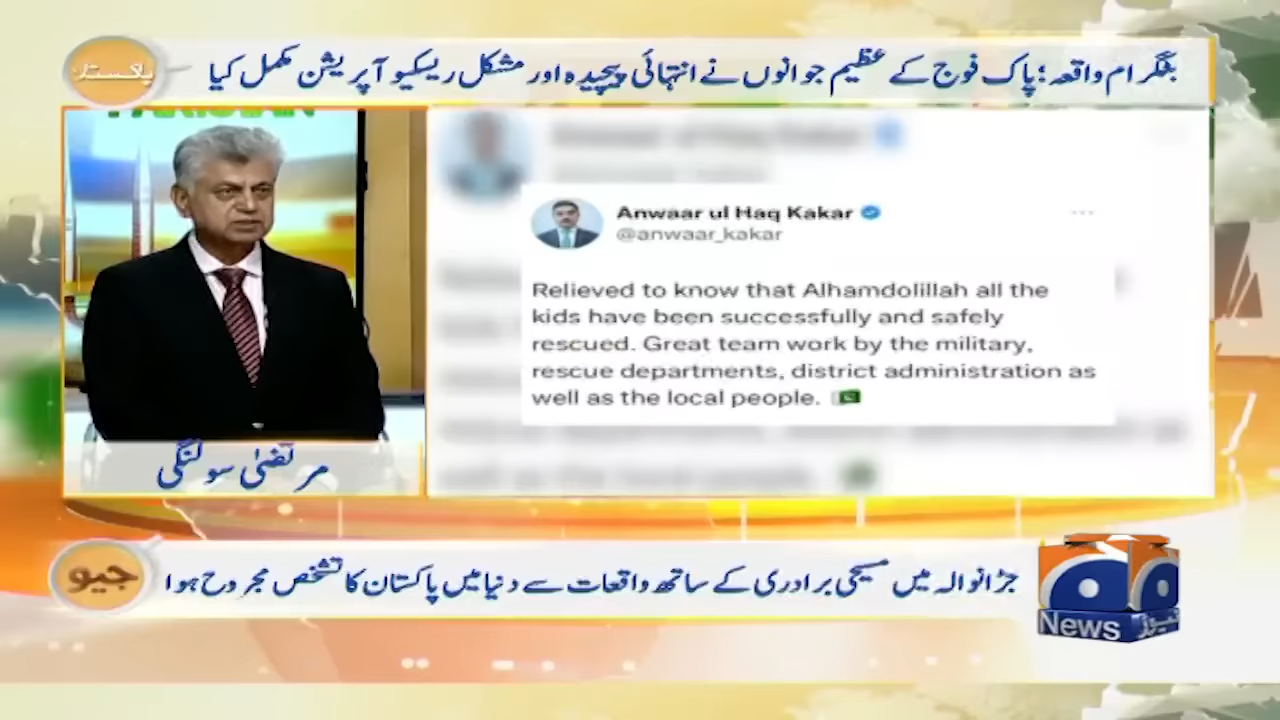 پاکستان
بٹگرام واقعہ؛ پاک فوج کے عظیم جوانوں نے انتہائی پیچیدہ اور مشکل ریسکیو آپریشن مکمل کیا
Anwaar ul Haq Kakar
@anwaar_kakar
Relieved to know that Alhamdolillah all the
kids have been successfully and safely
rescued. Great team work by the military,
rescue departments, district administration as
well as the local people.
مرتضیٰ سولنگی
جیو
جڑانوالہ میں مسیحی برادری کے ساتھ واقعات سے دنیا میں پاکستان کا تشخص مجروح ہوا
News نیوز